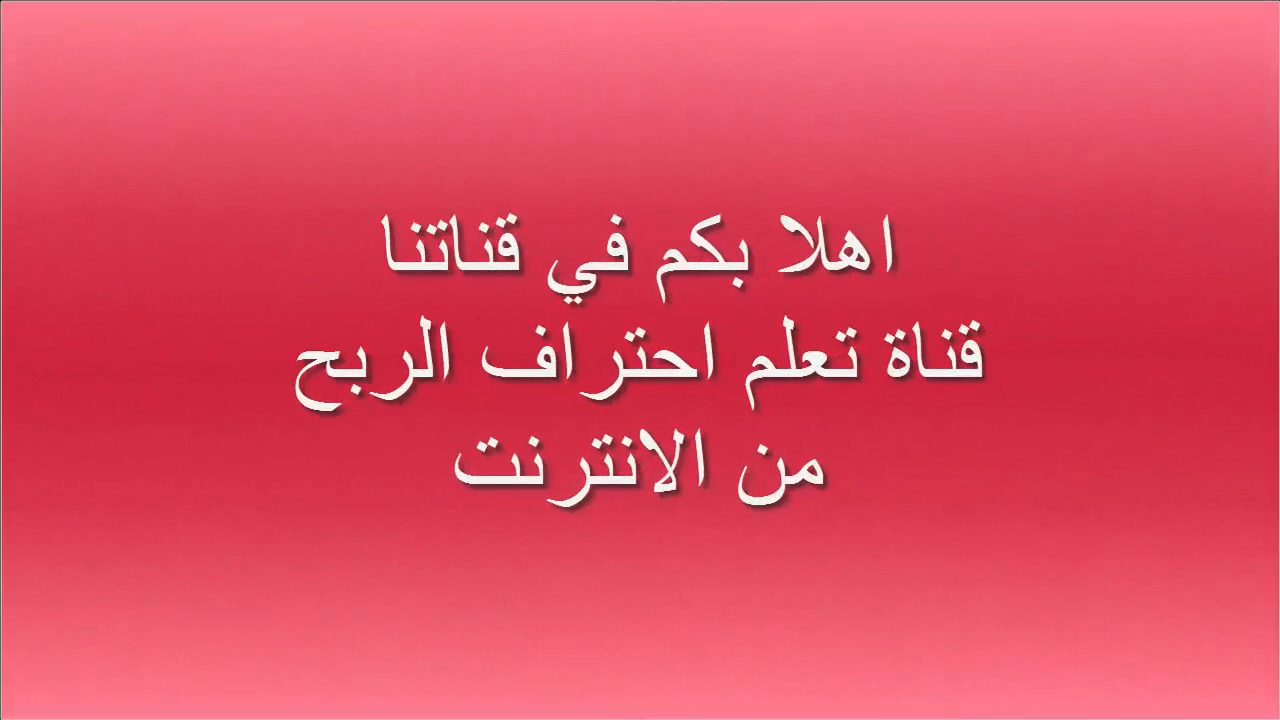 اهلا بكم في قناتنا
قناة تعلم احتراف الربح
من الانترنت